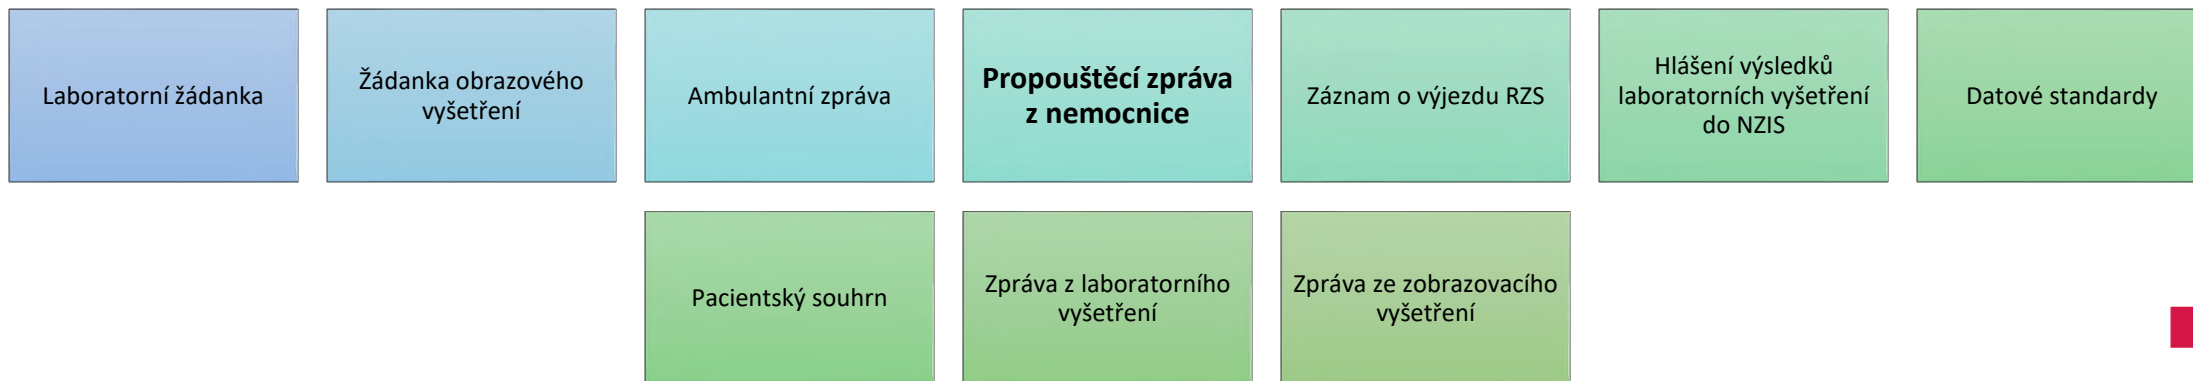 Laboratorní žádanka
Žádanka obrazového
vyšetření
Ambulantní zpráva
Propouštěcí zpráva
z nemocnice
Záznam o výjezdu RZS
Hlášení výsledků
laboratorních vyšetření
do NZIS
Datové standardy
Pacientský souhrn
Zpráva z laboratorního
vyšetření
Zpráva ze zobrazovacího
vyšetření